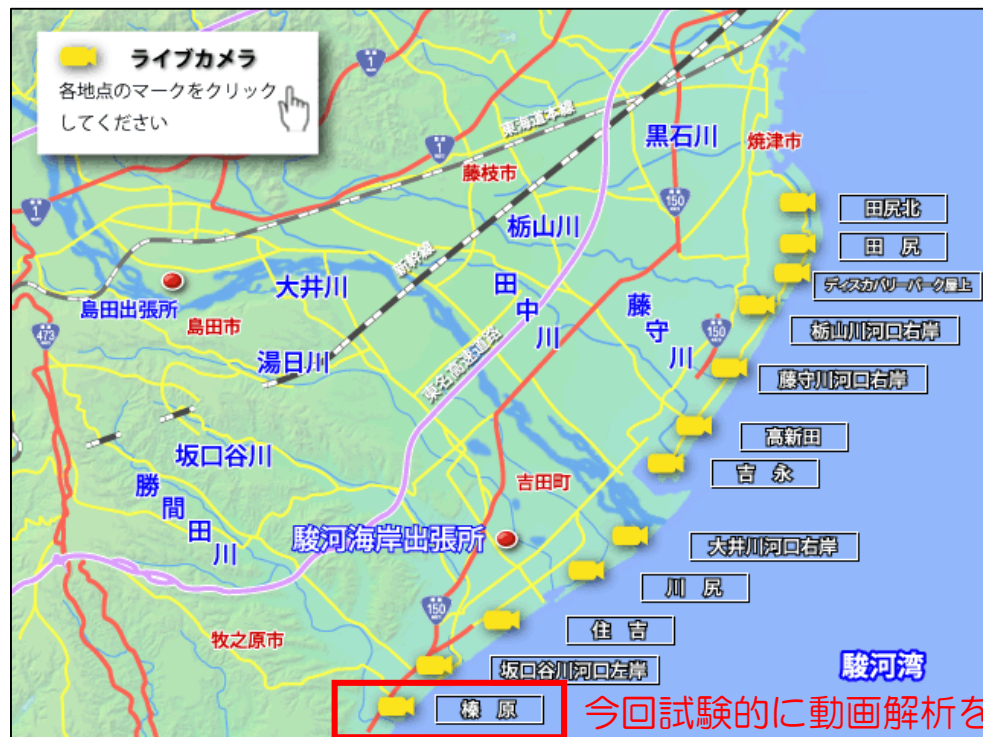 ライブカメラ
各地点のマークをクリック
してください
1
1
東海道本線
黒石川
焼津市
1
藤枝市
150
田尻北
栃山川
田尻
新幹線
大井川
ディスカバリーパーク屋上
島田出張所
田中川
藤守川
島田市
473
150
栃山川河口右岸
湯日川
東名高速道路
藤守川河口右岸
高新田
坂口谷川
吉永
勝間田川
吉田町
駿河海岸出張所
大井川河口右岸
川尻
150
住吉
牧之原市
坂口谷川河口左岸
駿河湾
榛原
今回試験的に動画解析を